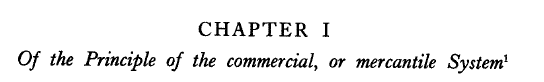 CHAPTER I
Of the Principle of the commercial, or mercantile System¹